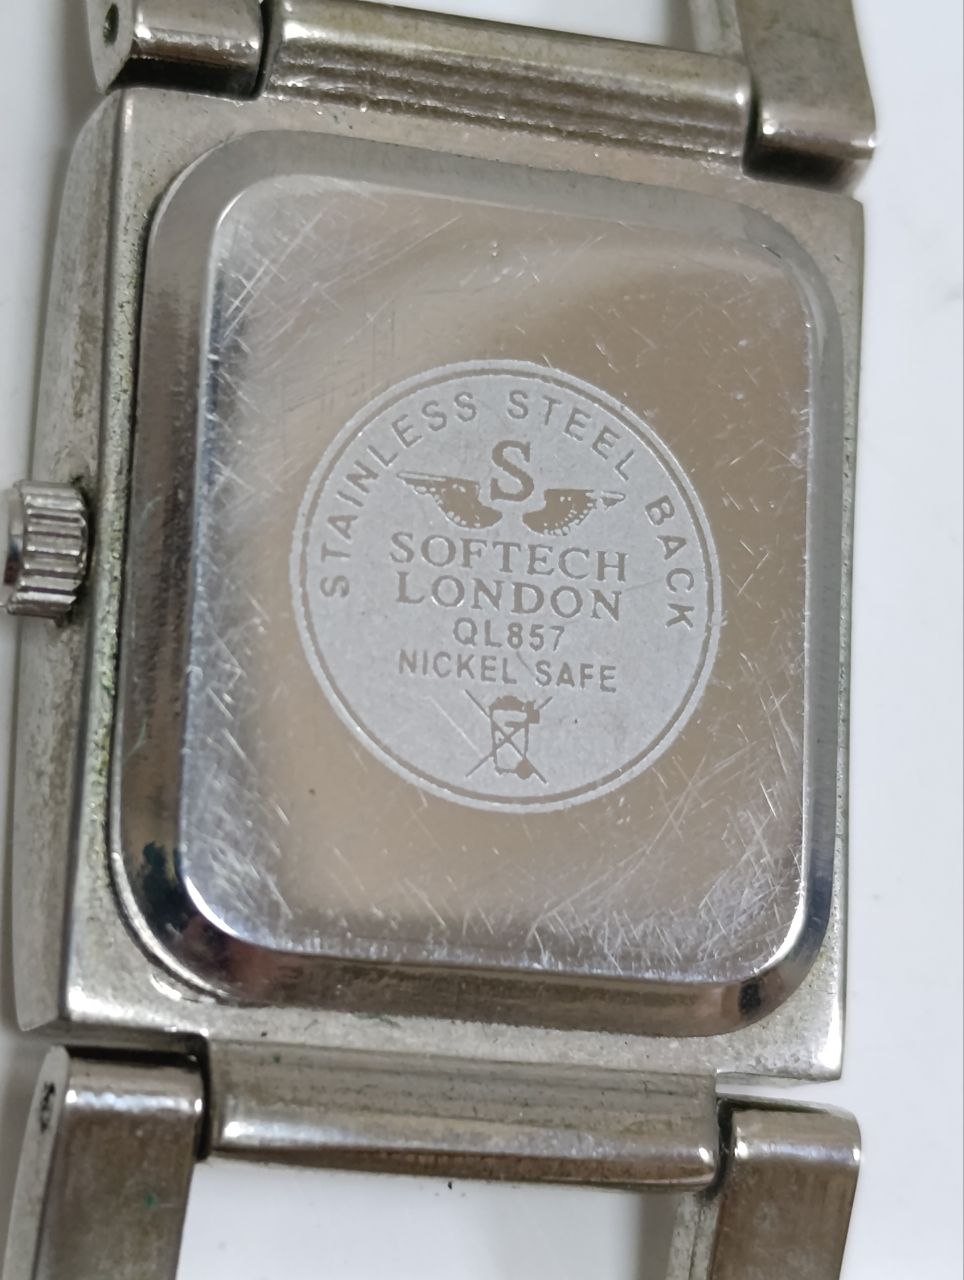 STAINLESS STEEL BACK
S
SOFTECH
LONDON
QL857
NICKEL SAFE